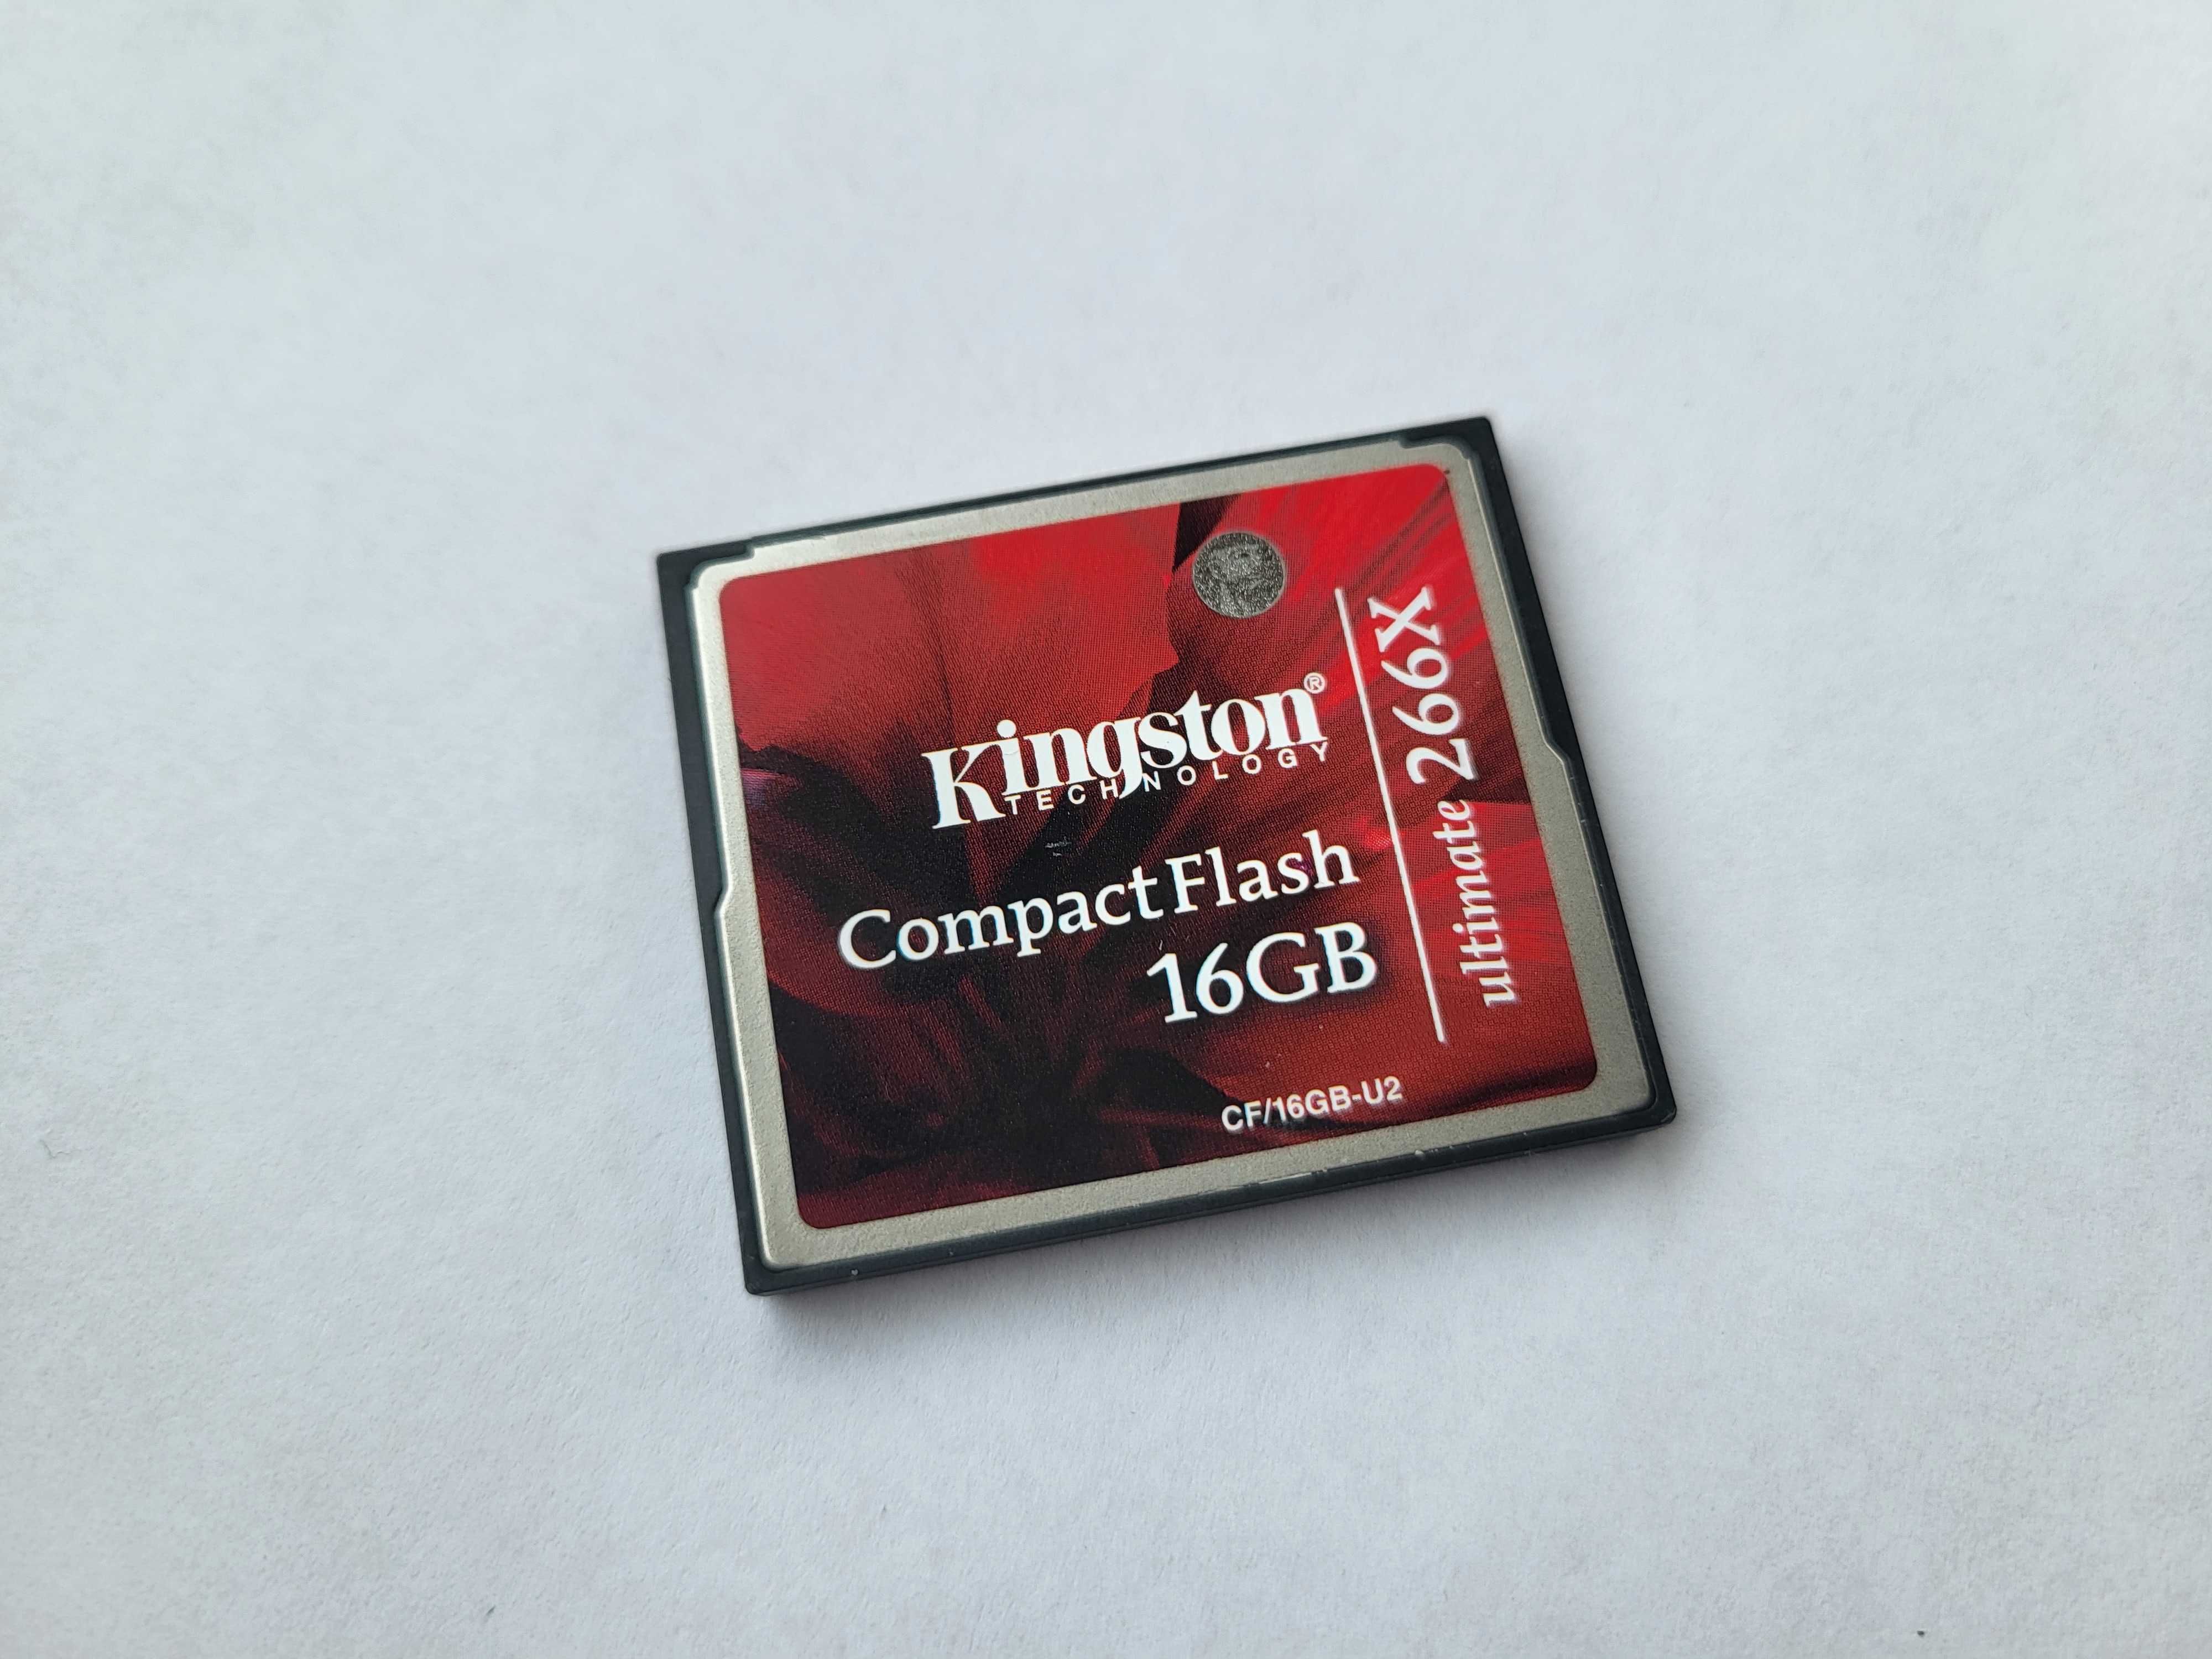 Kingston®
TECHNOLOGY
CompactFlash
16GB
CF/16GB-U2
ultimate 266X